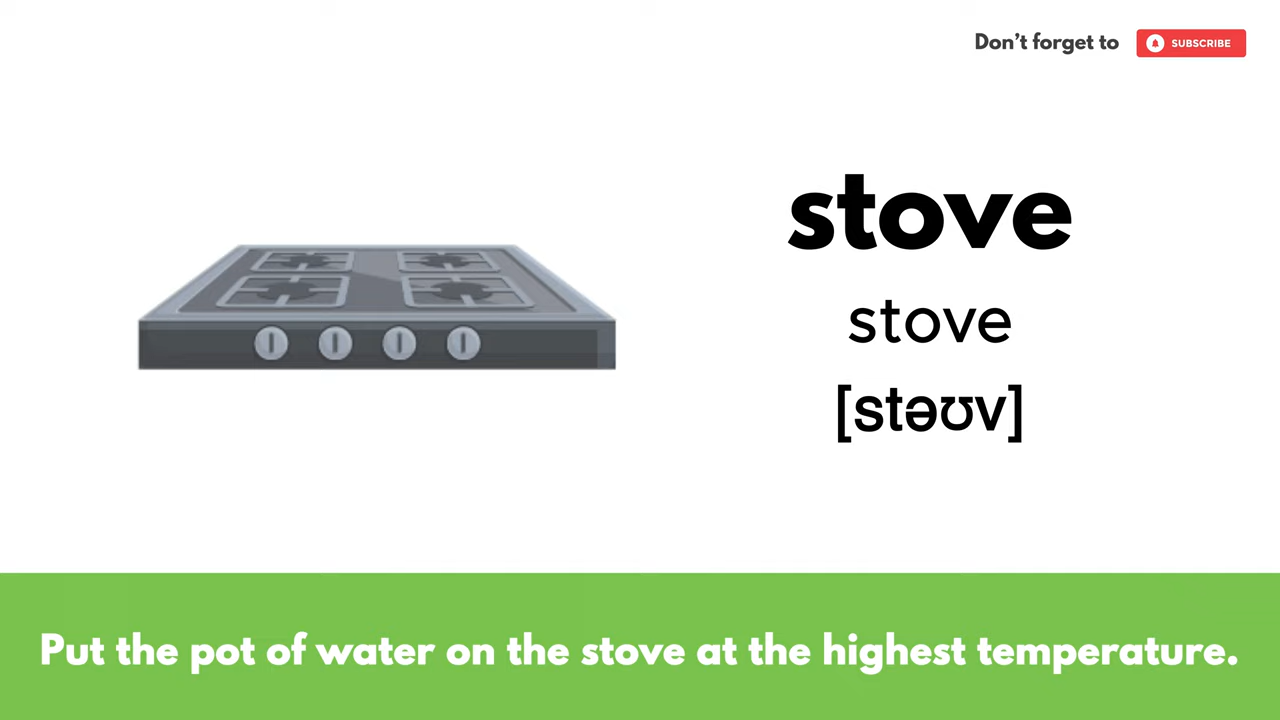 Don't forget to SUBSCRIBE
stove
stove
[stəʊv]
Put the pot of water on the stove at the highest temperature.